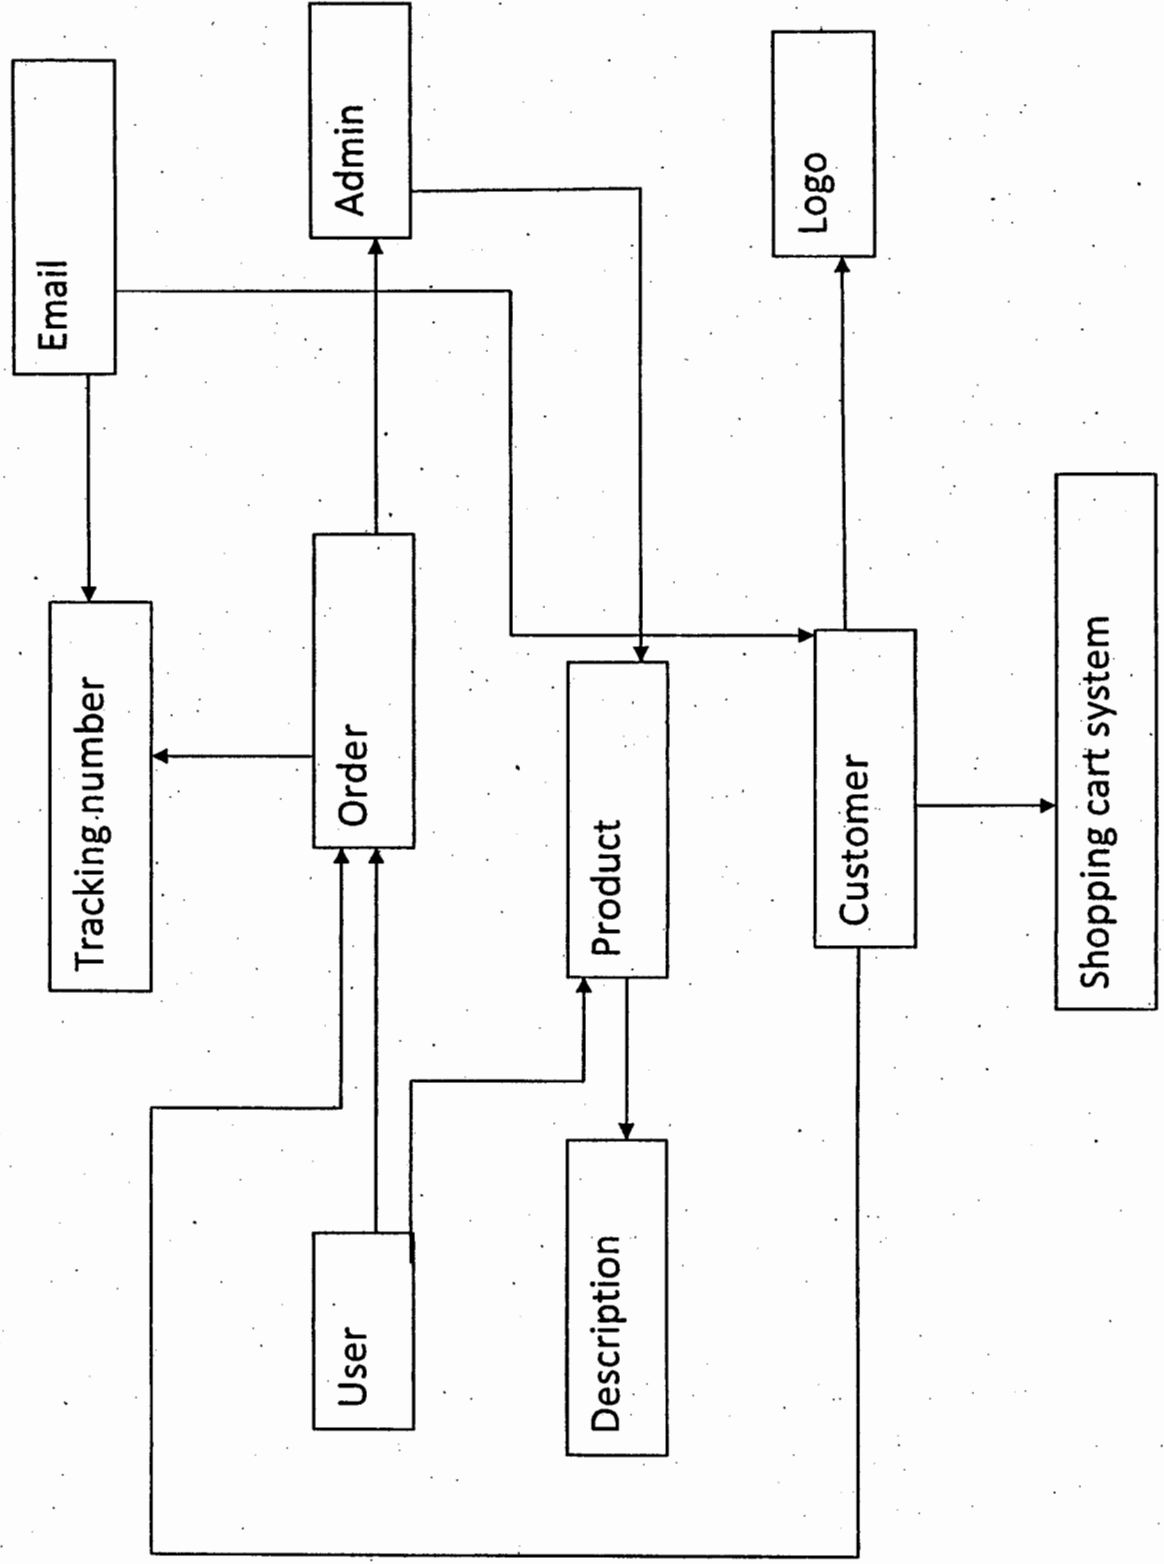 Email
Admin
Logo
Tracking number
Order
Product
Customer
Shopping cart system
User
Description